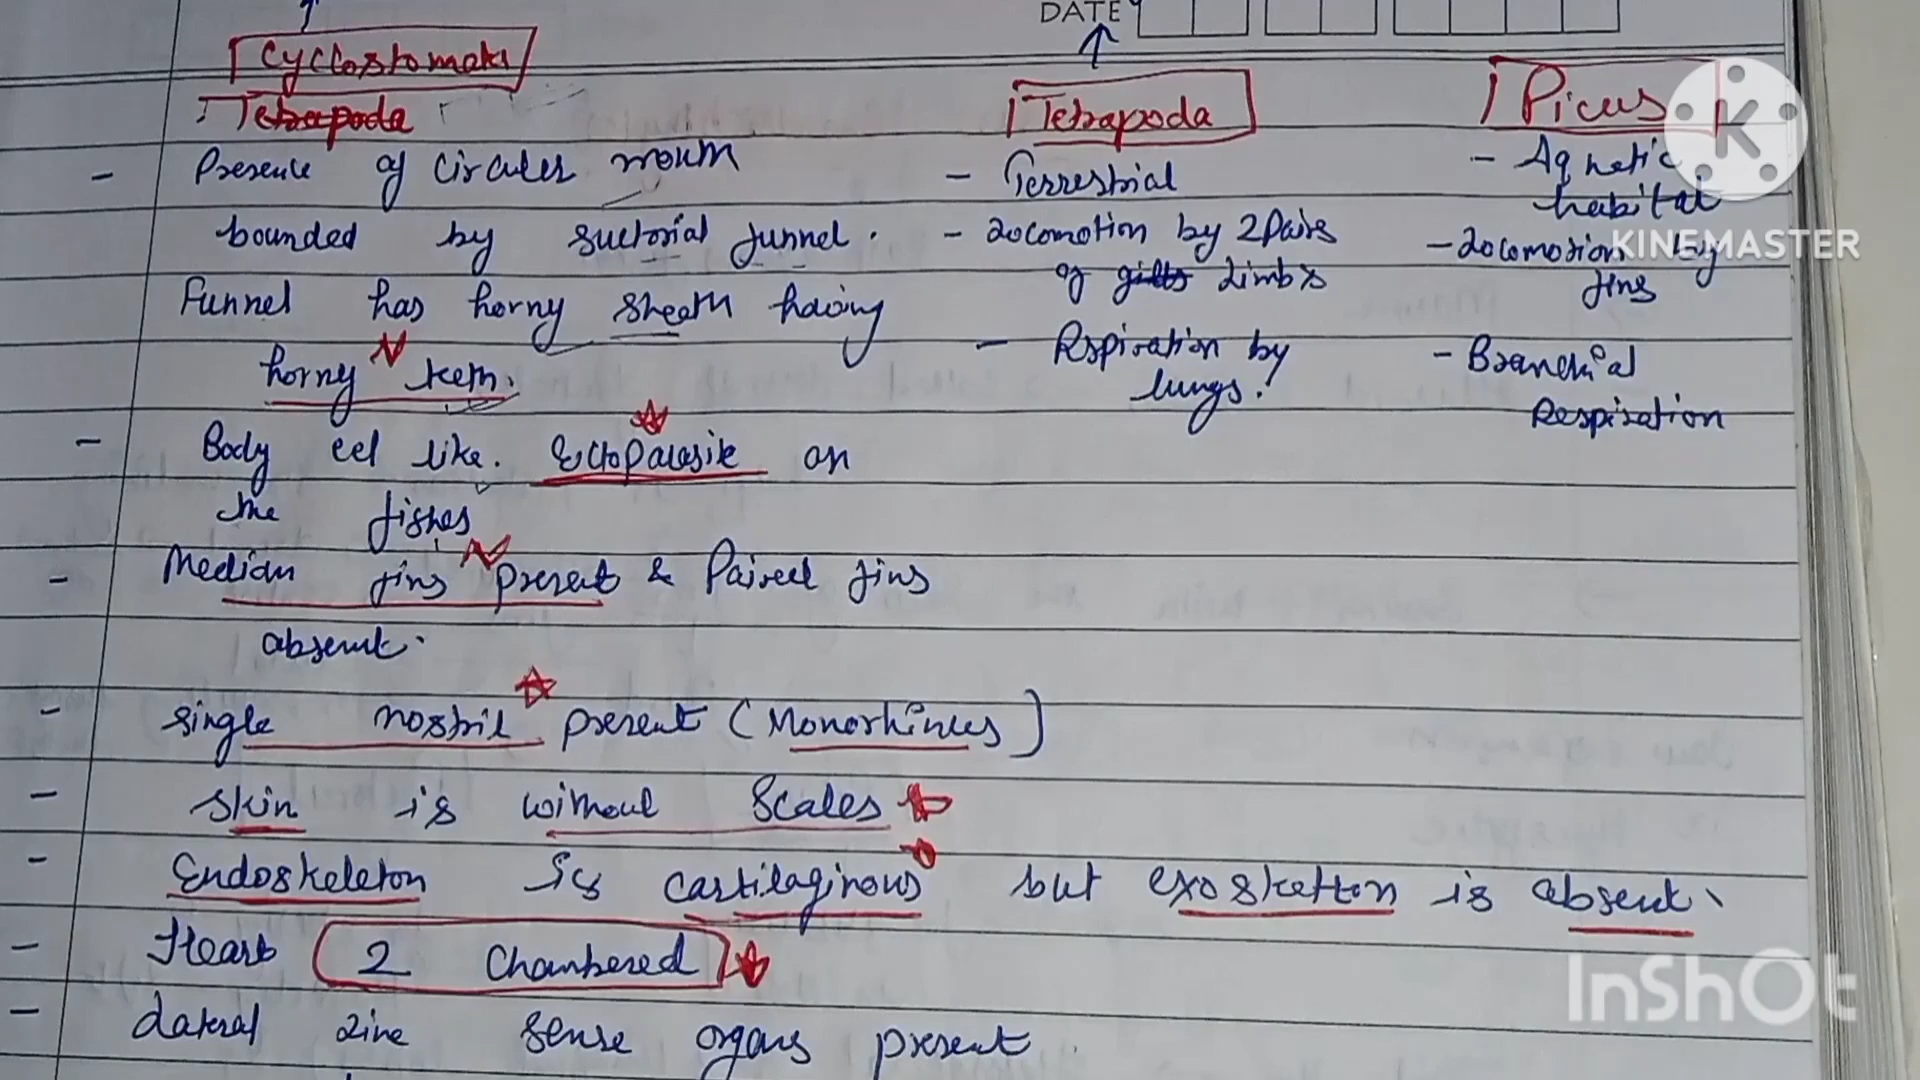 DATE
Cyclostomata
Tetrapoda
- Presence of circular mouth
bounded by suctorial funnel.
Funnel has horny sheath having
horny teeth.
- Body eel like. Ectoparasite on
the fishes
- Median fins present & Paired fins
absent.
- single nostril present (Monorhinus)
- skin is without Scales
- Endoskeleton is cartilaginous but exoskelton is absent.
- Heart 2 Chambered
- Lateral line sense organs present
Tetrapoda
- Terrestrial
- Locomotion by 2 Pairs
of gills Limbs
- Respiration by
lungs.
Pices
- Aquatic
habitat
- Locomotion by
fins
- Branchial
Respiration
K
KINEMASTER
InShOt